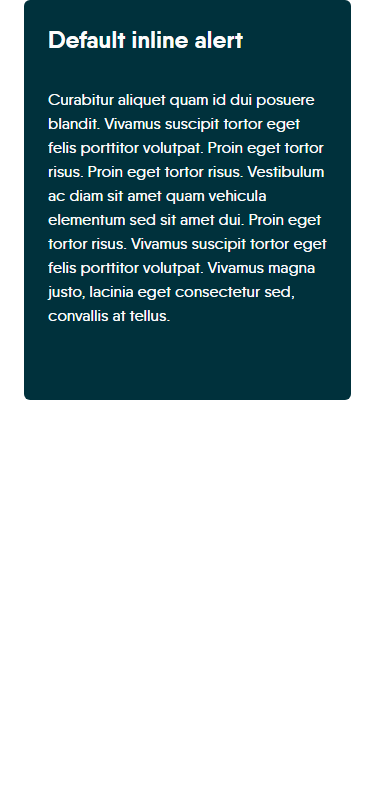 Default inline alert
Curabitur aliquet quam id dui posuere
blandit. Vivamus suscipit tortor eget
felis porttitor volutpat. Proin eget tortor
risus. Proin eget tortor risus. Vestibulum
ac diam sit amet quam vehicula
elementum sed sit amet dui. Proin eget
tortor risus. Vivamus suscipit tortor eget
felis porttitor volutpat. Vivamus magna
justo, lacinia eget consectetur sed,
convallis at tellus.